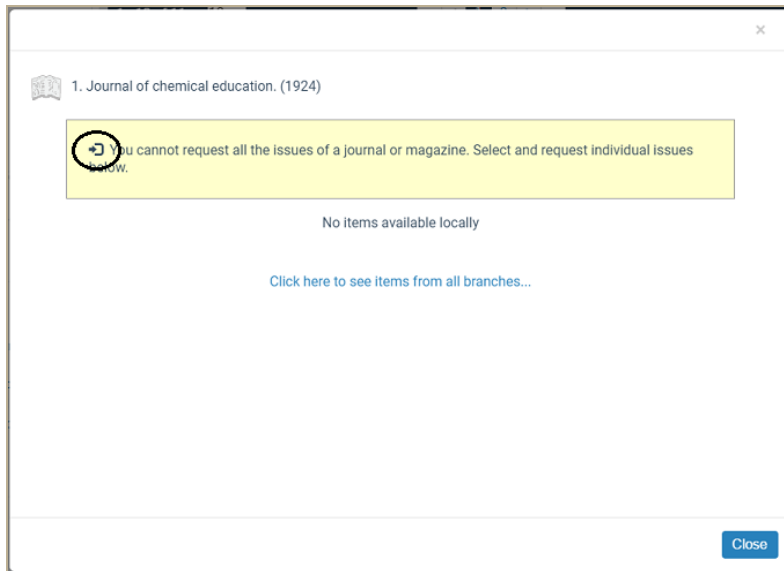 ×
1. Journal of chemical education. (1924)
You cannot request all the issues of a journal or magazine. Select and request individual issues
below.
No items available locally
Click here to see items from all branches...
Close